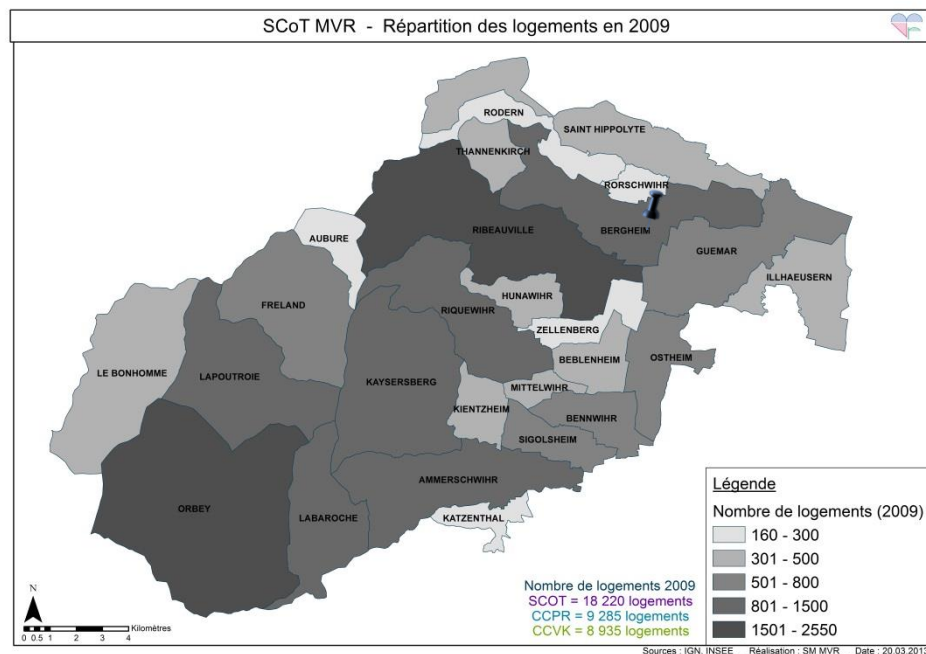 SCoT MVR - Répartition des logements en 2009
RODERN
SAINT HIPPOLYTE
THANNENKIRCH
RORSCHWIHR
AUBURE
RIBEAUVILLE
BERGHEIM
GUEMAR
ILLHAEUSERN
FRELAND
HUNAWIHR
RIQUEWIHR
ZELLENBERG
BEBLENHEIM
OSTHEIM
LE BONHOMME
LAPOUTROIE
KAYSERSBERG
MITTELWIHR
KIENTZHEIM
BENNWIHR
SIGOLSHEIM
AMMERSCHWIHR
ORBEY
LABAROCHE
KATZENTHAL
Légende
Nombre de logements (2009)
160 - 300
301 - 500
501 - 800
801 - 1500
1501 - 2550
Nombre de logements 2009
SCOT = 18 220 logements
CCPR = 9 285 logements
CCVK = 8 935 logements
N
Kilomètres
0 0.5 1 2 3 4
Sources : IGN, INSEE Réalisation : SM MVR Date : 20.03.2013